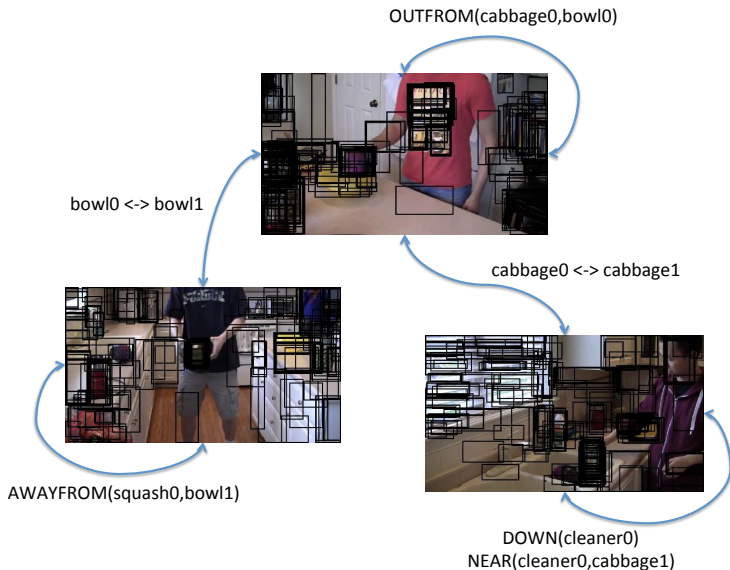 OUTFROM(cabbage0,bowl0)
bowl0 <-> bowl1
cabbage0 <-> cabbage1
AWAYFROM(squash0,bowl1)
DOWN(cleaner0)
NEAR(cleaner0,cabbage1)